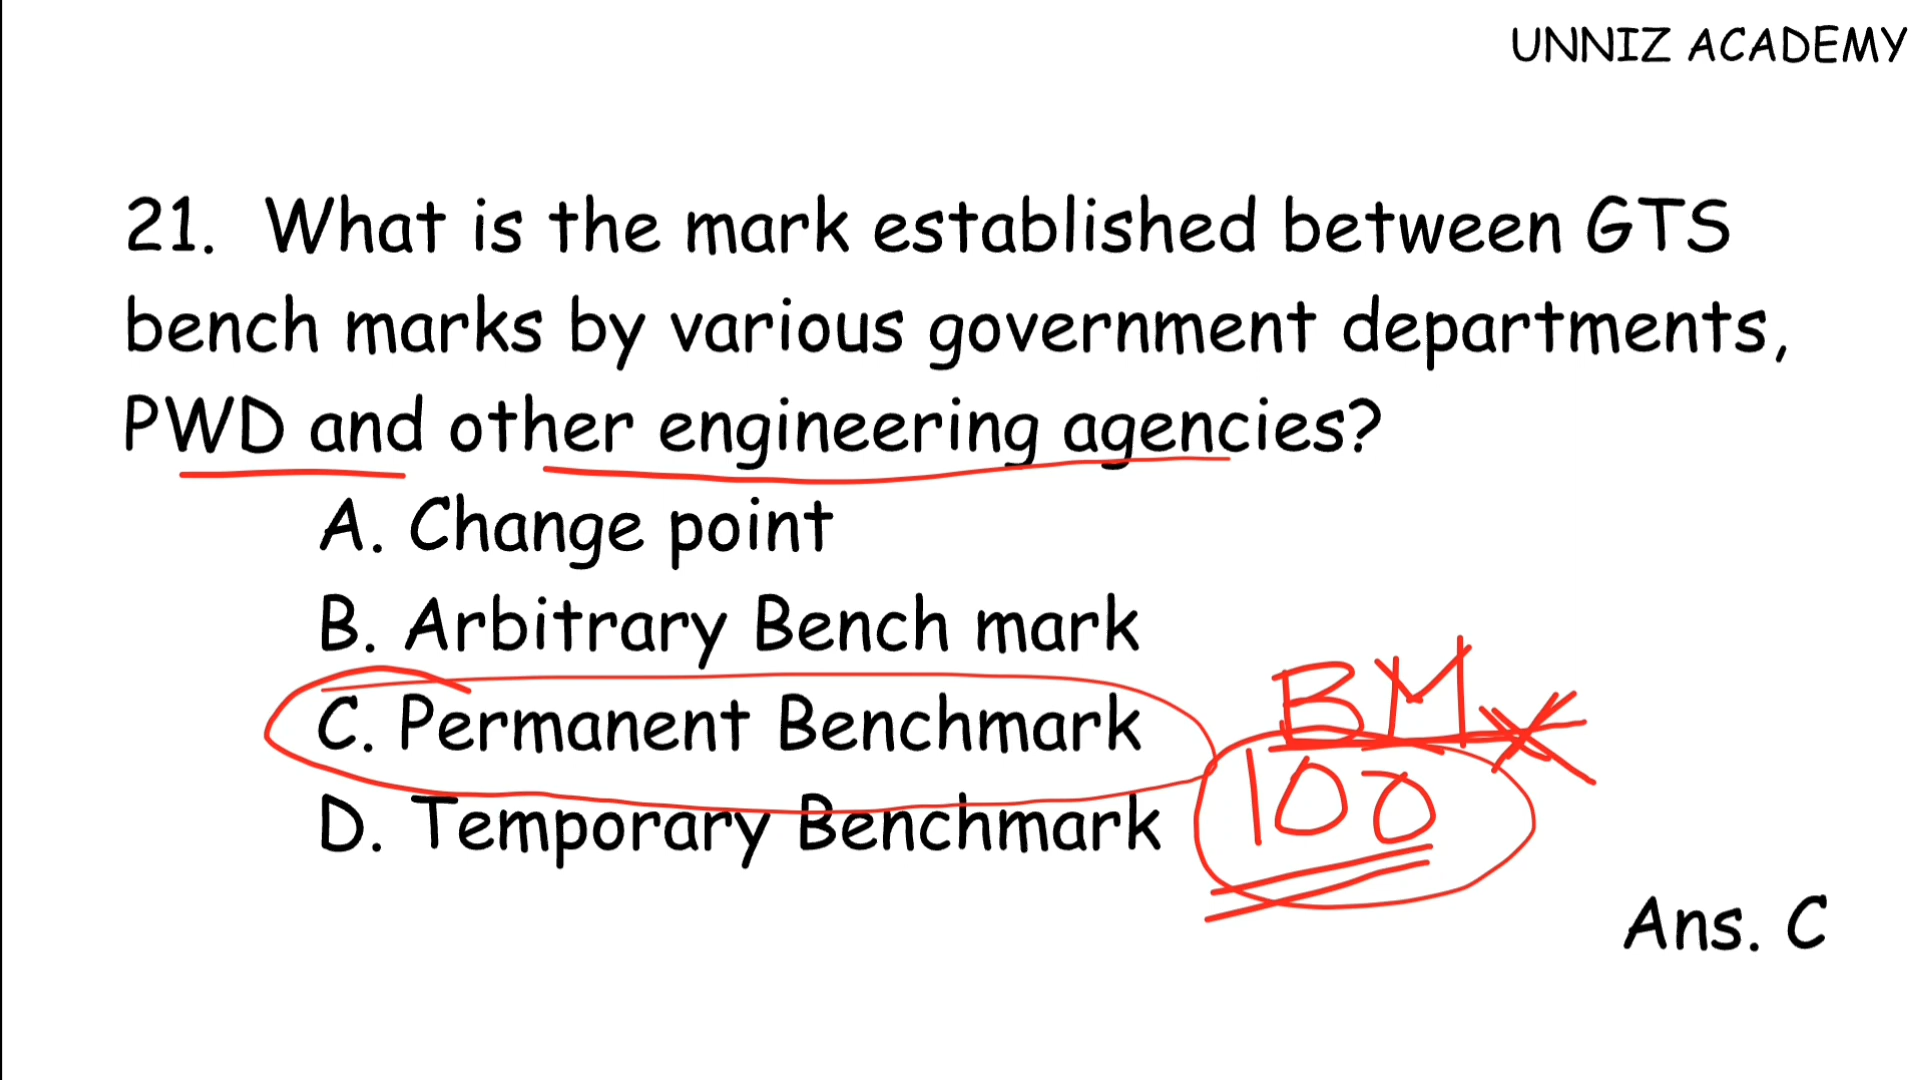 UNNIZ ACADEMY
21. What is the mark established between GTS
bench marks by various government departments,
PWD and other engineering agencies?
A. Change point
B. Arbitrary Bench mark
C. Permanent Benchmark
D. Temporary Benchmark
BM
100
Ans. C